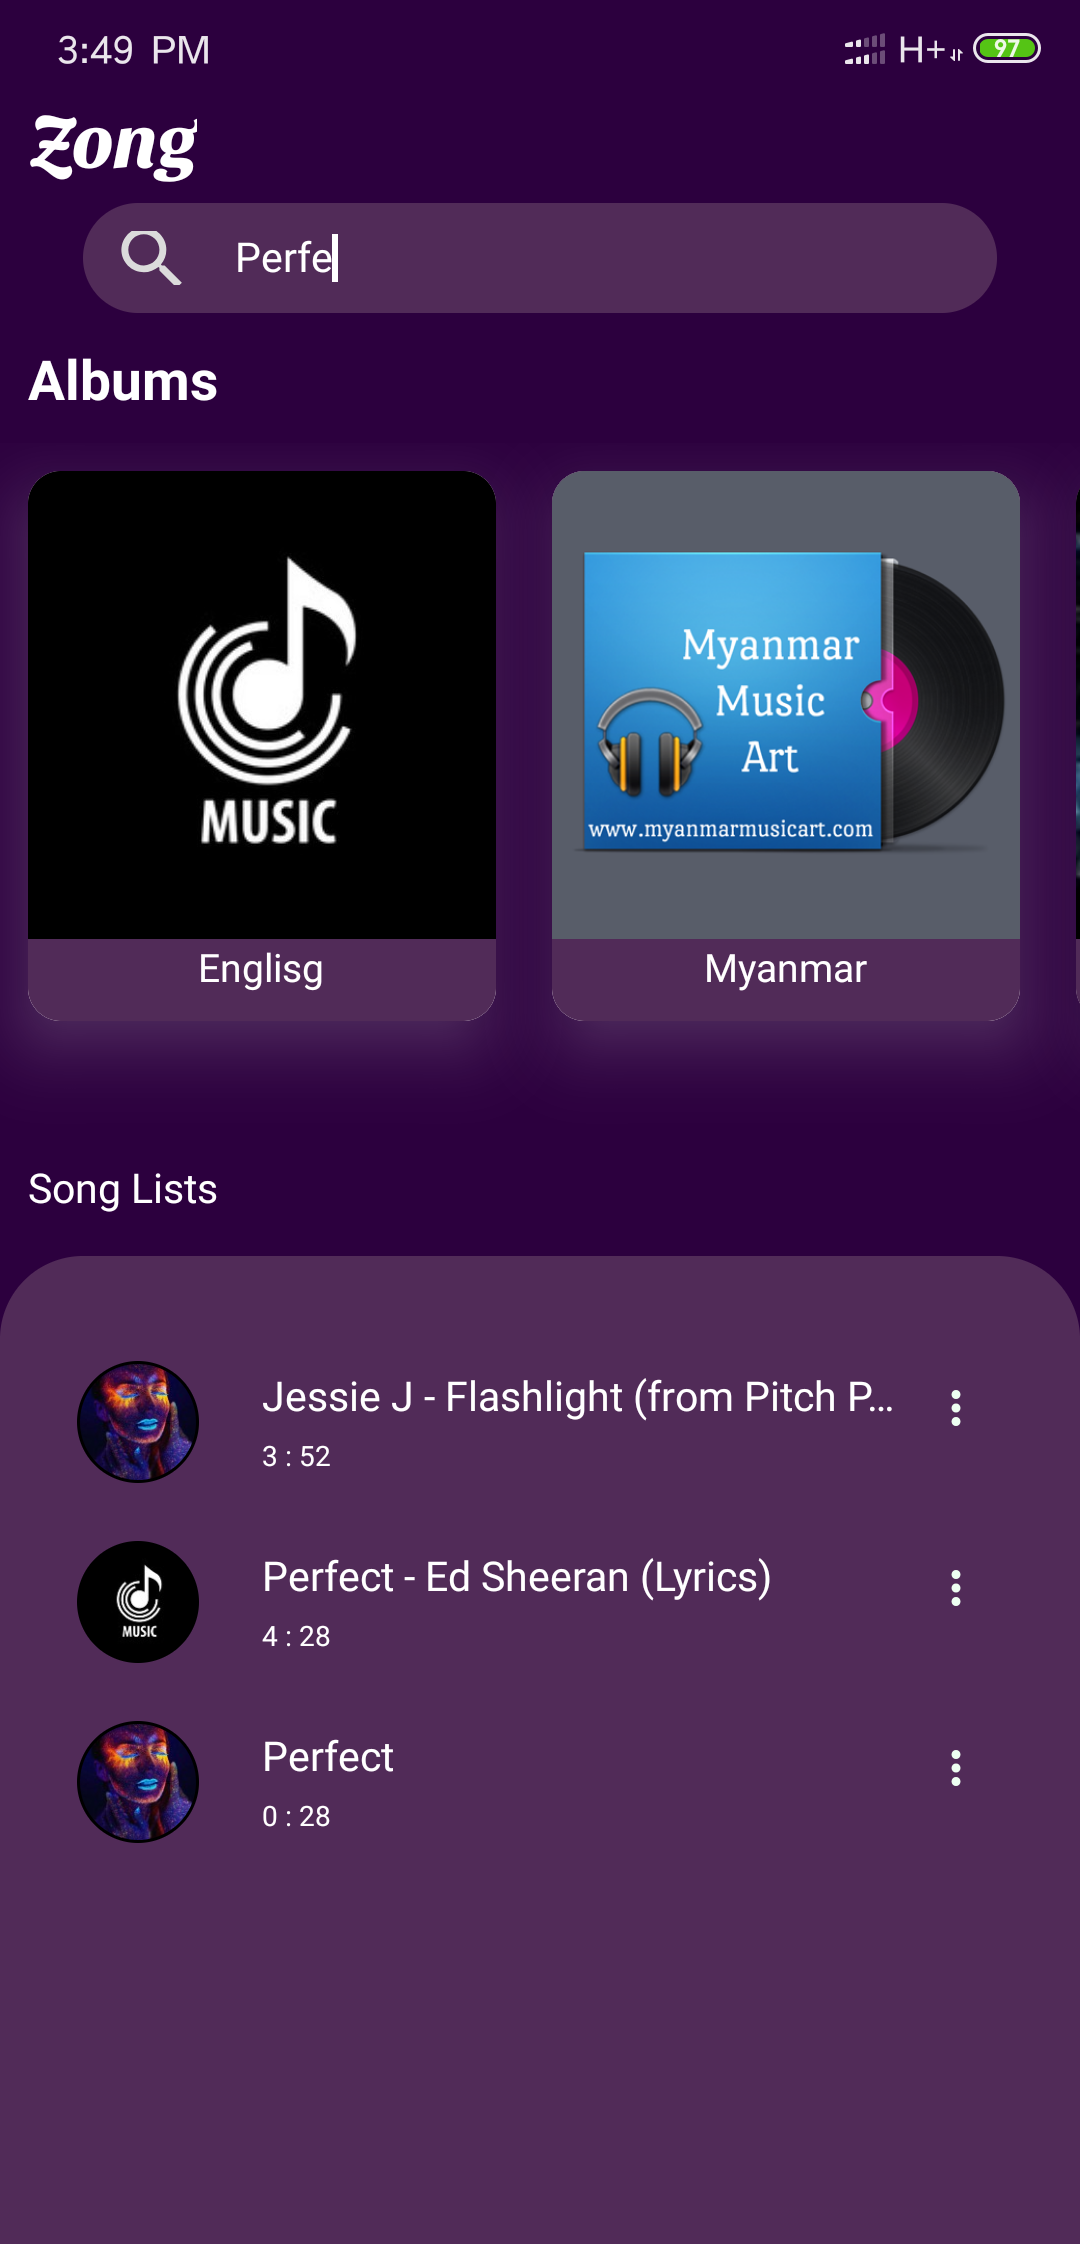 3:49 PM
H+
97
Zong
Perfe
Albums
MUSIC
Myanmar
Music
Art
www.myanmarmusicart.com
Englisg
Myanmar
Song Lists
Jessie J - Flashlight (from Pitch P...
3 : 52
Perfect - Ed Sheeran (Lyrics)
4 : 28
MUSIC
Perfect
0 : 28